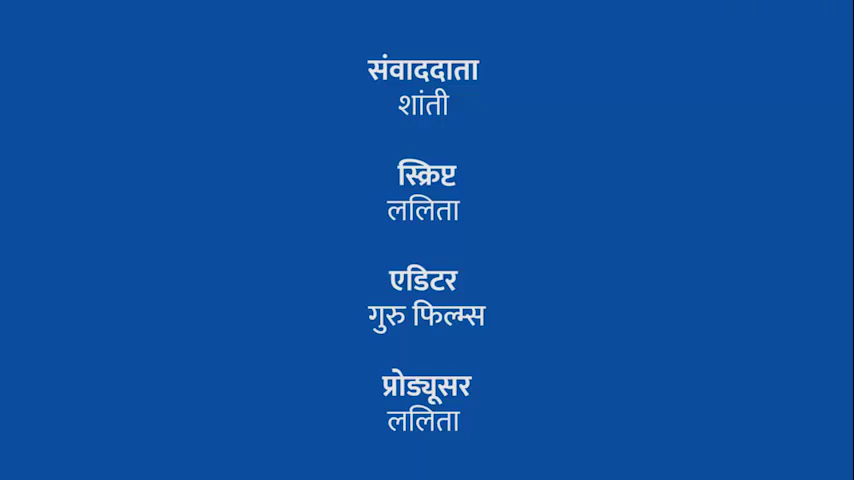 संवाददाता
शांती
स्क्रिप्ट
ललिता
एडिटर
गुरु फिल्म्स
प्रोड्यूसर
ललिता